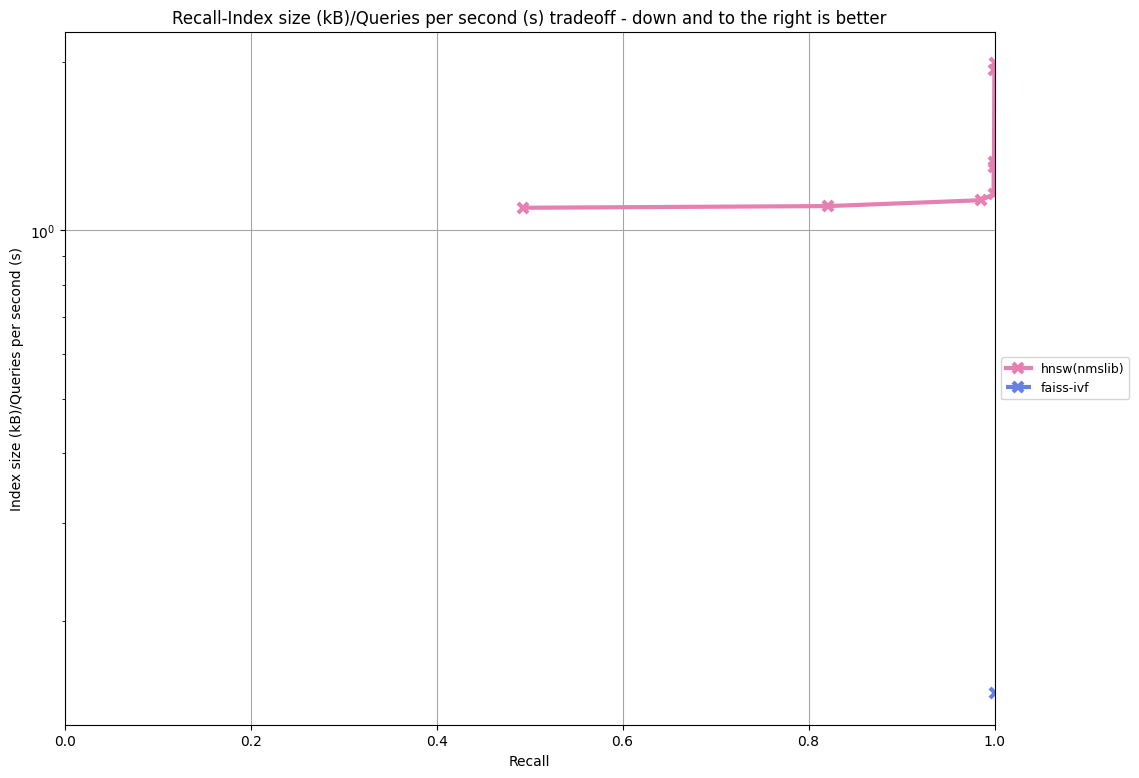 Recall-Index size (kB)/Queries per second (s) tradeoff - down and to the right is better
Index size (kB)/Queries per second (s)
10⁰
0.0
0.2
0.4
0.6
0.8
1.0
Recall
hnsw(nmslib)
faiss-ivf